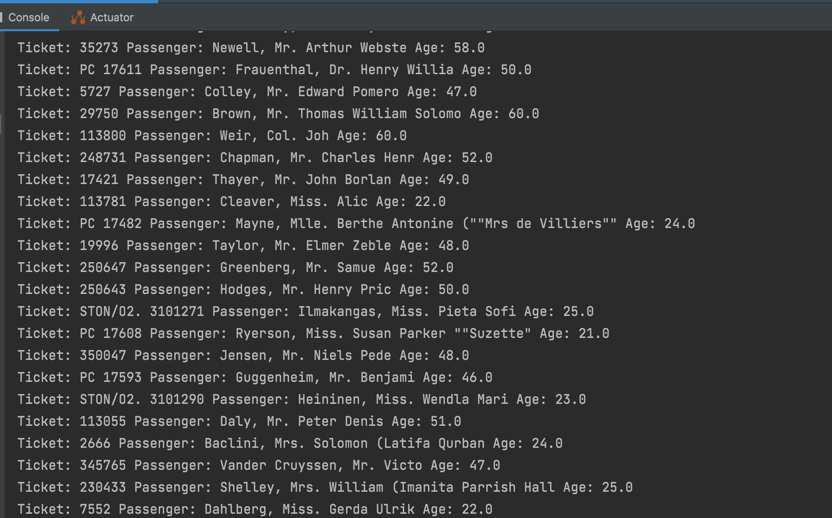 Console Actuator
Ticket: 35273 Passenger: Newell, Mr. Arthur Webste Age: 58.0
Ticket: PC 17611 Passenger: Frauenthal, Dr. Henry Willia Age: 50.0
Ticket: 5727 Passenger: Colley, Mr. Edward Pomero Age: 47.0
Ticket: 29750 Passenger: Brown, Mr. Thomas William Solomo Age: 60.0
Ticket: 113800 Passenger: Weir, Col. Joh Age: 60.0
Ticket: 248731 Passenger: Chapman, Mr. Charles Henr Age: 52.0
Ticket: 17421 Passenger: Thayer, Mr. John Borlan Age: 49.0
Ticket: 113781 Passenger: Cleaver, Miss. Alic Age: 22.0
Ticket: PC 17482 Passenger: Mayne, Mlle. Berthe Antonine (""Mrs de Villiers"" Age: 24.0
Ticket: 19996 Passenger: Taylor, Mr. Elmer Zeble Age: 48.0
Ticket: 250647 Passenger: Greenberg, Mr. Samue Age: 52.0
Ticket: 250643 Passenger: Hodges, Mr. Henry Pric Age: 50.0
Ticket: STON/O2. 3101271 Passenger: Ilmakangas, Miss. Pieta Sofi Age: 25.0
Ticket: PC 17608 Passenger: Ryerson, Miss. Susan Parker ""Suzette" Age: 21.0
Ticket: 350047 Passenger: Jensen, Mr. Niels Pede Age: 48.0
Ticket: PC 17593 Passenger: Guggenheim, Mr. Benjami Age: 46.0
Ticket: STON/O2. 3101290 Passenger: Heininen, Miss. Wendla Mari Age: 23.0
Ticket: 113055 Passenger: Daly, Mr. Peter Denis Age: 51.0
Ticket: 2666 Passenger: Baclini, Mrs. Solomon (Latifa Qurban Age: 24.0
Ticket: 345765 Passenger: Vander Cruyssen, Mr. Victo Age: 47.0
Ticket: 230433 Passenger: Shelley, Mrs. William (Imanita Parrish Hall Age: 25.0
Ticket: 7552 Passenger: Dahlberg, Miss. Gerda Ulrik Age: 22.0